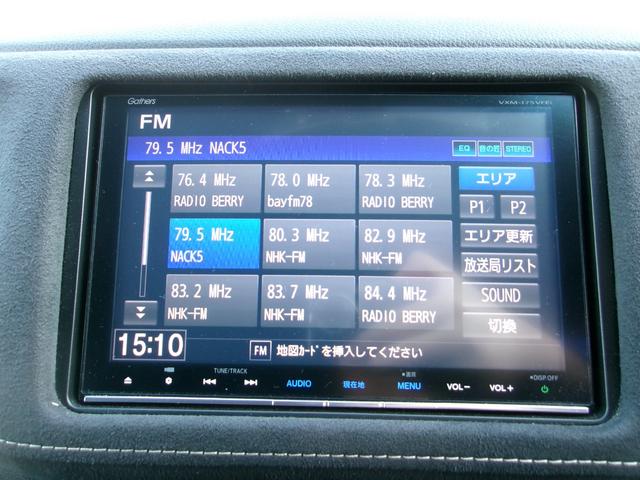 Gathers
VXM-175VFEi
FM
79.5 MHz NACK5
EQ 音の匠 STEREO
76.4 MHz
RADIO BERRY
78.0 MHz
bayfm78
78.3 MHz
RADIO BERRY
エリア
P1 P2
79.5 MHz
NACK5
80.3 MHz
NHK-FM
82.9 MHz
NHK-FM
エリア更新
放送局リスト
83.2 MHz
NHK-FM
83.7 MHz
NHK-FM
84.4 MHz
RADIO BERRY
SOUND
切換
15:10
FM 地図ｶｰﾄﾞを挿入してください
TUNE/TRACK
画質
DISP OFF
AUDIO 現在地 MENU VOL- VOL+